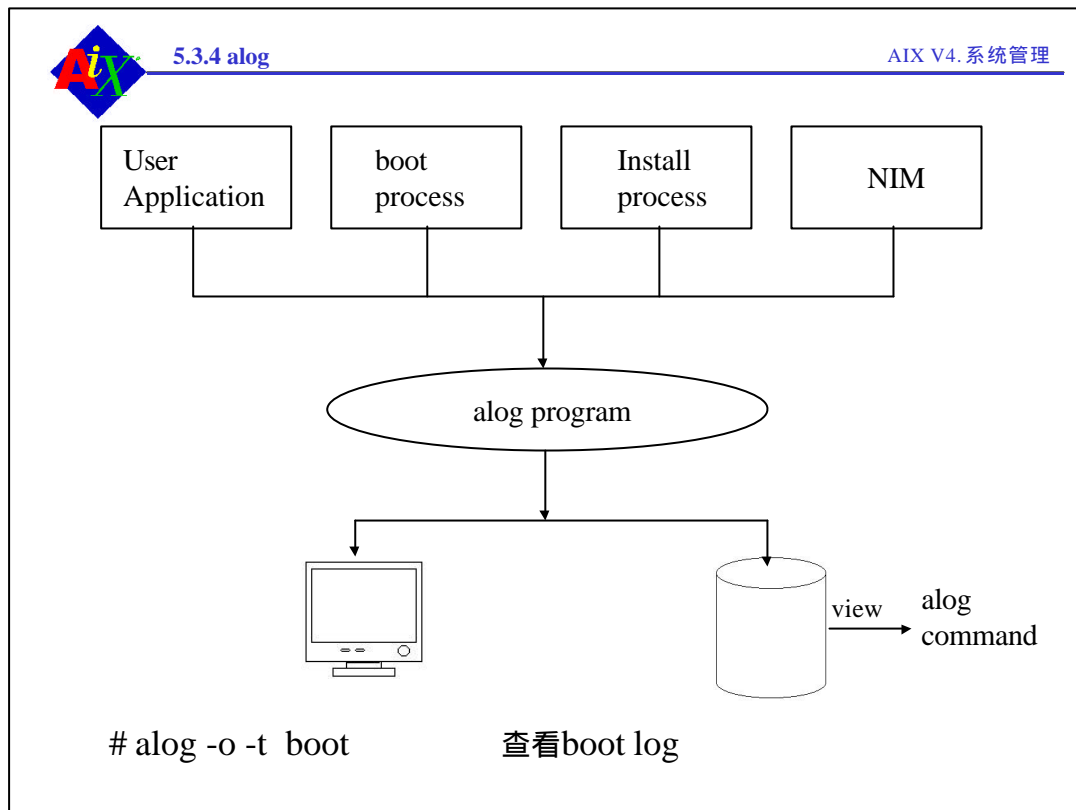 AiX
5.3.4 alog
AIX V4.系统管理
User
Application
boot
process
Install
process
NIM
alog program
view
alog
command
# alog -o -t  boot
查看boot log